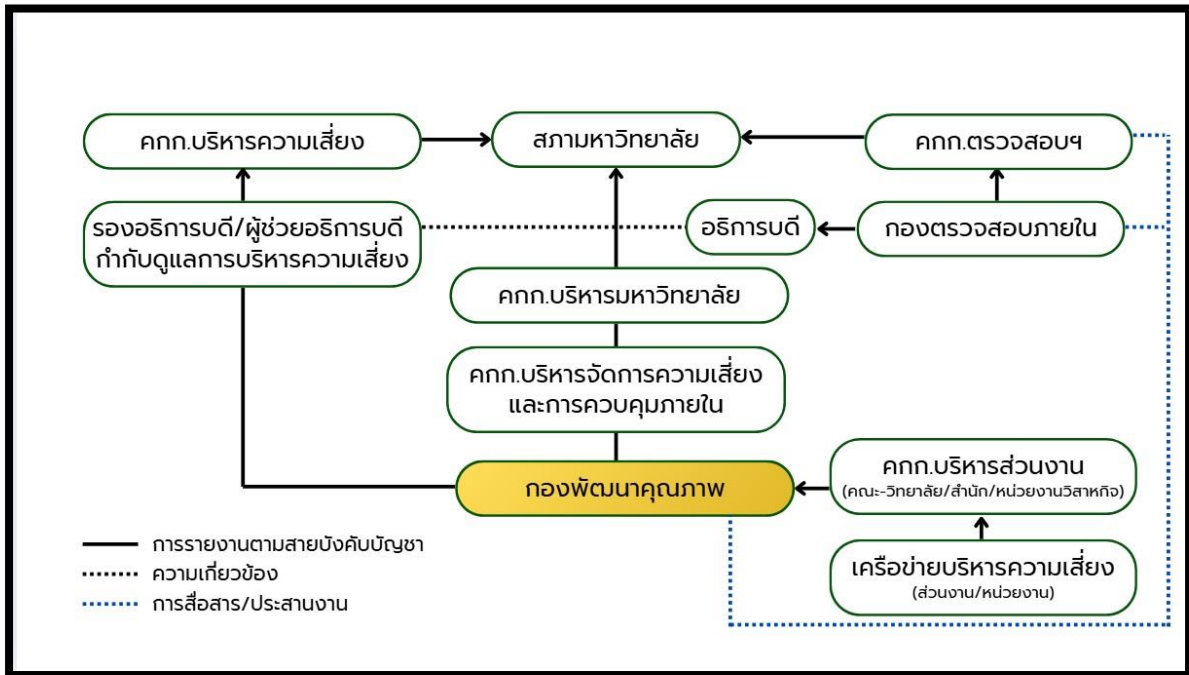 คกก.บริหารความเสี่ยง
สภามหาวิทยาลัย
คกก.ตรวจสอบฯ
รองอธิการบดี/ผู้ช่วยอธิการบดี
กำกับดูแลการบริหารความเสี่ยง
อธิการบดี
กองตรวจสอบภายใน
คกก.บริหารมหาวิทยาลัย
คกก.บริหารจัดการความเสี่ยง
และการควบคุมภายใน
กองพัฒนาคุณภาพ
คกก.บริหารส่วนงาน
(คณะ-วิทยาลัย/สำนัก/หน่วยงานวิสาหกิจ)
เครือข่ายบริหารความเสี่ยง
(ส่วนงาน/หน่วยงาน)
การรายงานตามสายบังคับบัญชา
ความเกี่ยวข้อง
การสื่อสาร/ประสานงาน